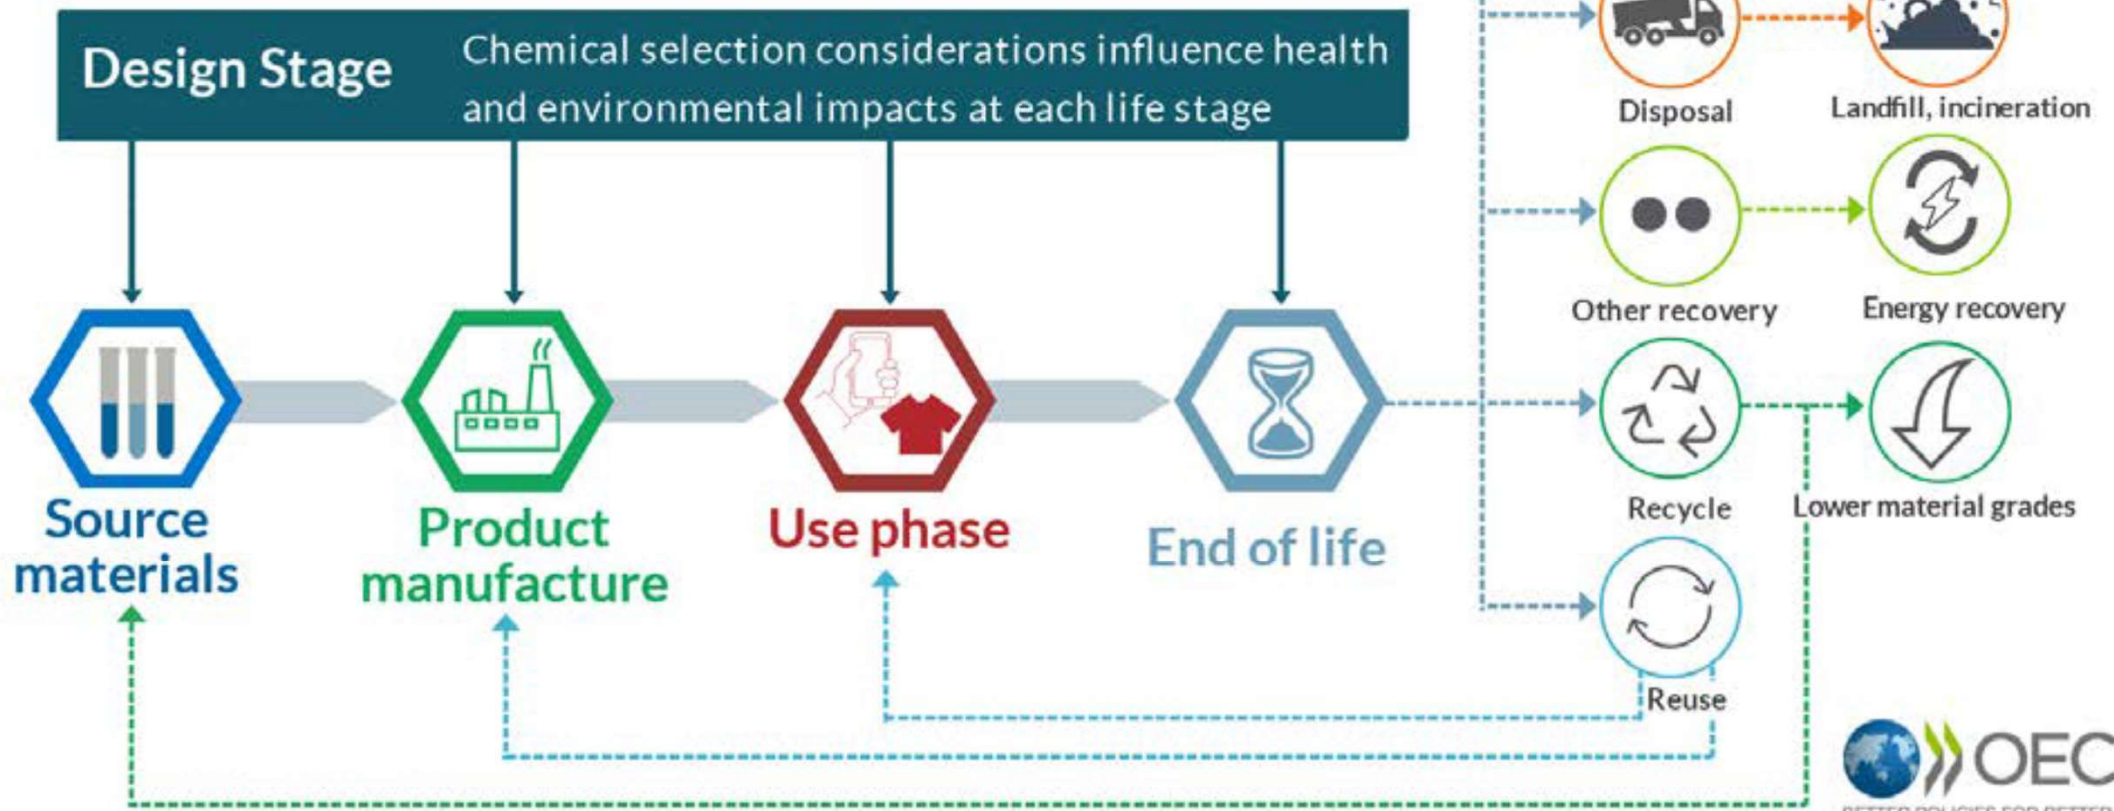 Design Stage
Chemical selection considerations influence health
and environmental impacts at each life stage
Disposal
Landfill, incineration
Other recovery
Energy recovery
Source
materials
Product
manufacture
Use phase
End of life
Recycle
Lower material grades
Reuse
OEC